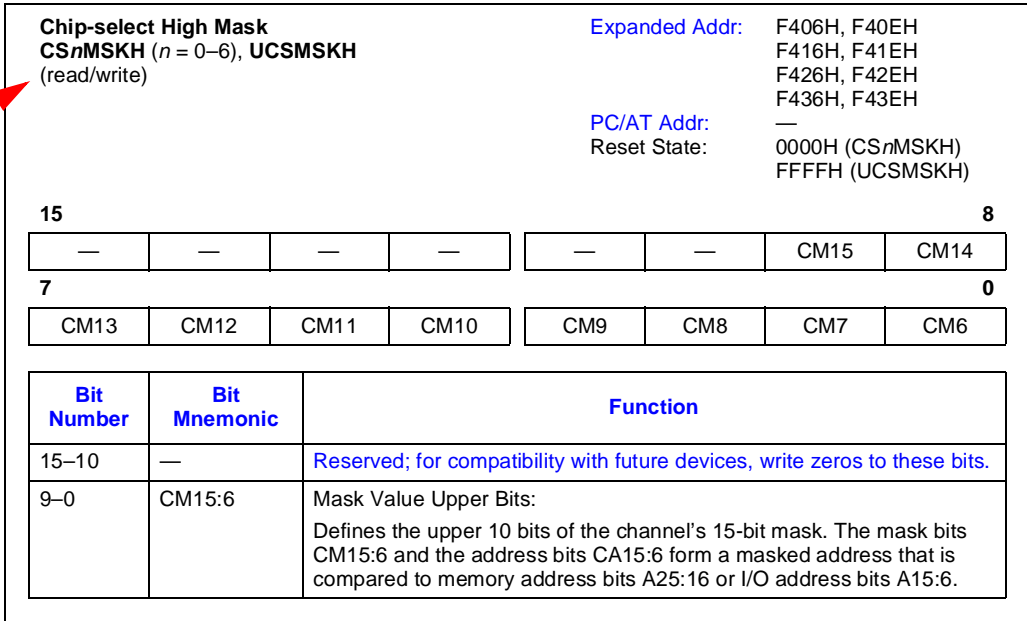 Chip-select High Mask
CSnMSKH (n = 0–6), UCSMSKH
(read/write)
Expanded Addr: F406H, F40EH
F416H, F41EH
F426H, F42EH
F436H, F43EH
PC/AT Addr: —
Reset State: 0000H (CSnMSKH)
FFFFH (UCSMSKH)
15 8
— — — — — — CM15 CM14
7 0
CM13 CM12 CM11 CM10 CM9 CM8 CM7 CM6
Bit Number Bit Mnemonic Function
15–10 — Reserved; for compatibility with future devices, write zeros to these bits.
9–0 CM15:6 Mask Value Upper Bits:
Defines the upper 10 bits of the channel's 15-bit mask. The mask bits
CM15:6 and the address bits CA15:6 form a masked address that is
compared to memory address bits A25:16 or I/O address bits A15:6.